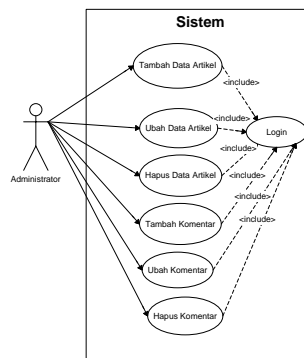 Sistem
Tambah Data Artikel
<include>
Ubah Data Artikel
<include>
Login
<include>
Hapus Data Artikel
Administrator
<include>
Tambah Komentar
<include>
<include>
Ubah Komentar
Hapus Komentar